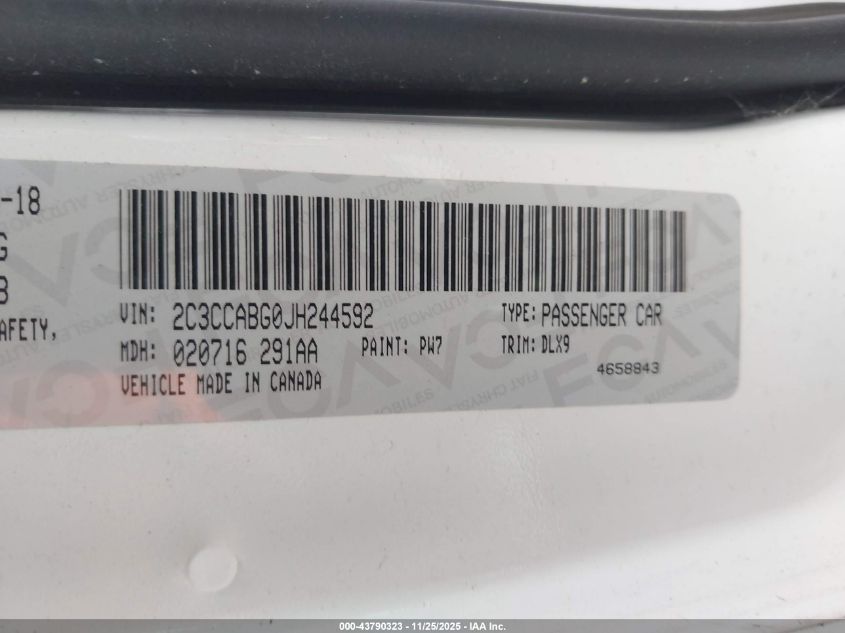 -18
G
B
AFETY,
VIN: 2C3CCABG0JH244592 TYPE: PASSENGER CAR
MDH: 020716 291AA PAINT: PW7 TRIM: DLX9
4658843
VEHICLE MADE IN CANADA
000-43790323 - 11/25/2025 - IAA Inc.